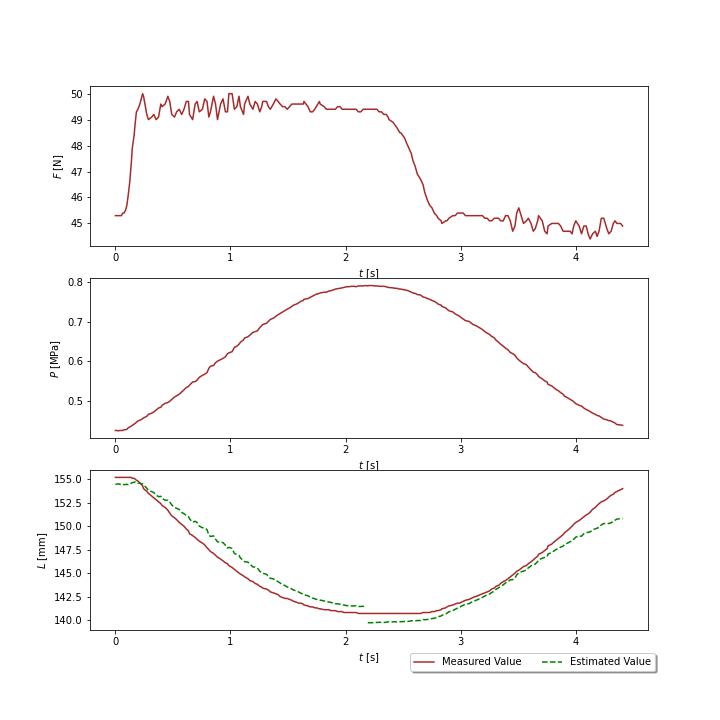 50
49
48
47
46
45
F [N]
0 1 2 3 4
t [s]
0.8
0.7
0.6
0.5
P [MPa]
0 1 2 3 4
t [s]
155.0
152.5
150.0
147.5
145.0
142.5
140.0
L [mm]
0 1 2 3 4
t [s]
Measured Value Estimated Value